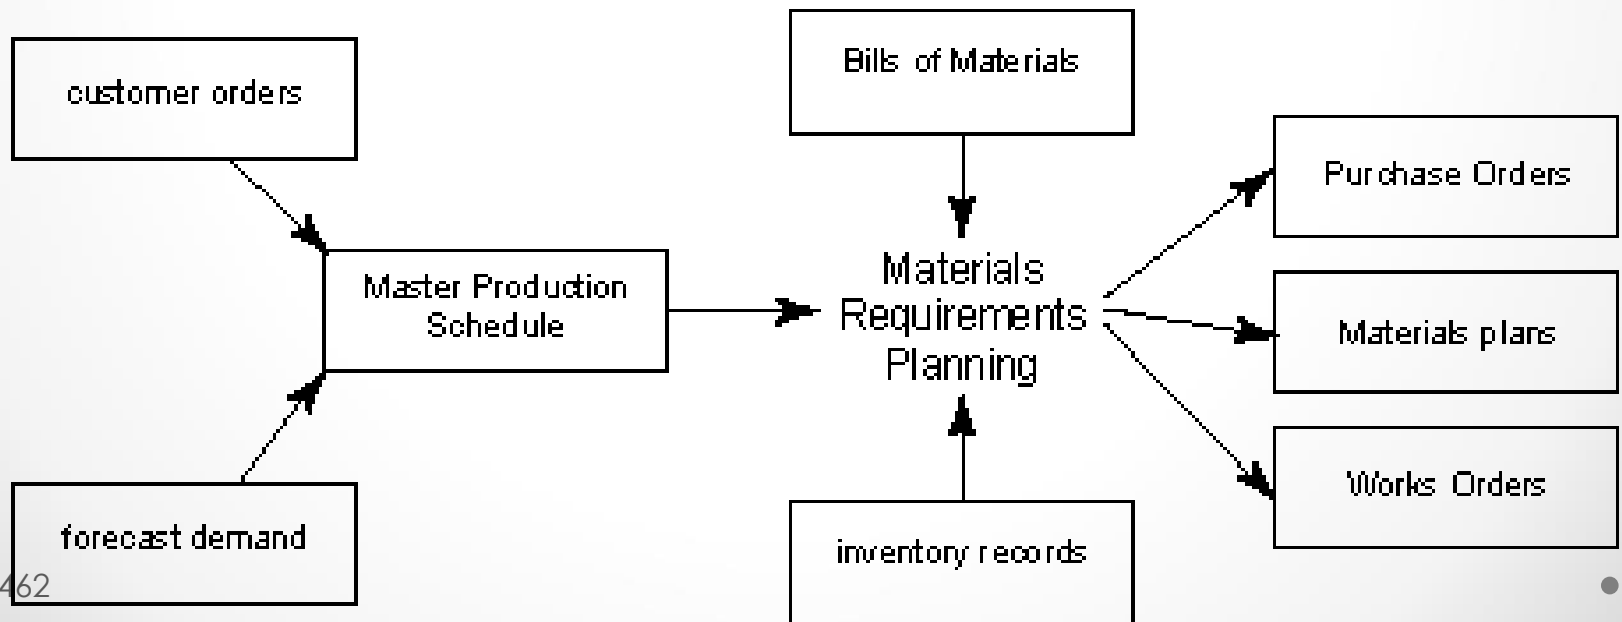 customer orders
Bills of Materials
Purchase Orders
Master Production
Schedule
Materials
Requirements
Planning
Materials plans
Works Orders
forecast demand
inventory records
462